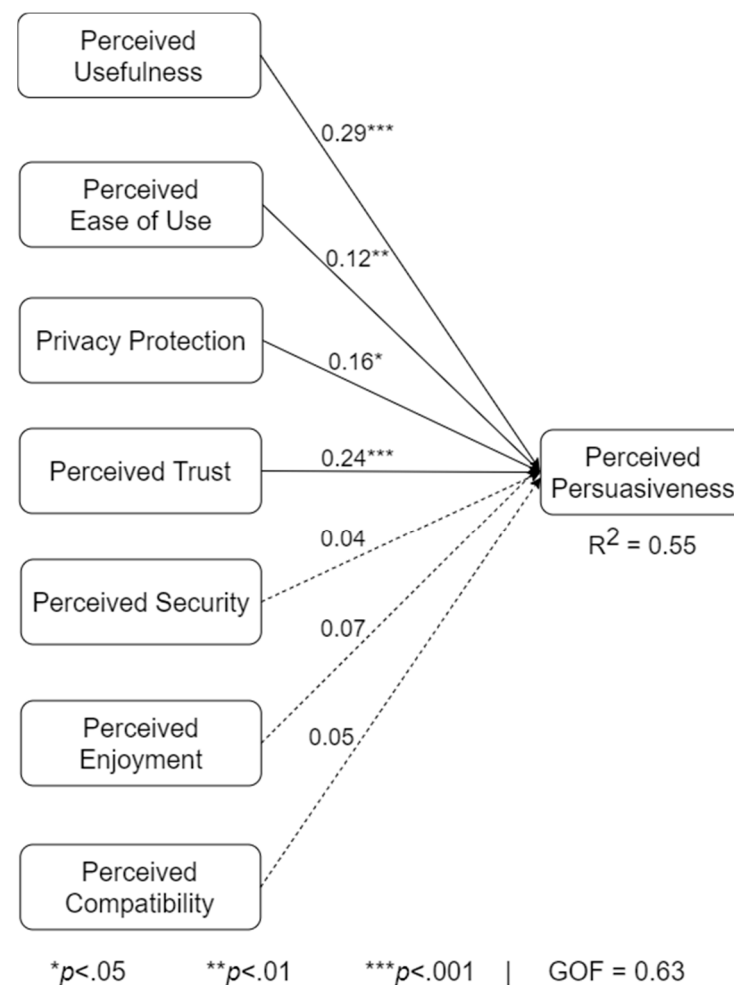 Perceived
Usefulness
0.29***
Perceived
Ease of Use
0.12**
Privacy Protection
0.16*
Perceived Trust
0.24***
Perceived
Persuasiveness
R² = 0.55
Perceived Security
0.04
Perceived
Enjoyment
0.07
Perceived
Compatibility
0.05
*p<.05 **p<.01 ***p<.001 | GOF = 0.63